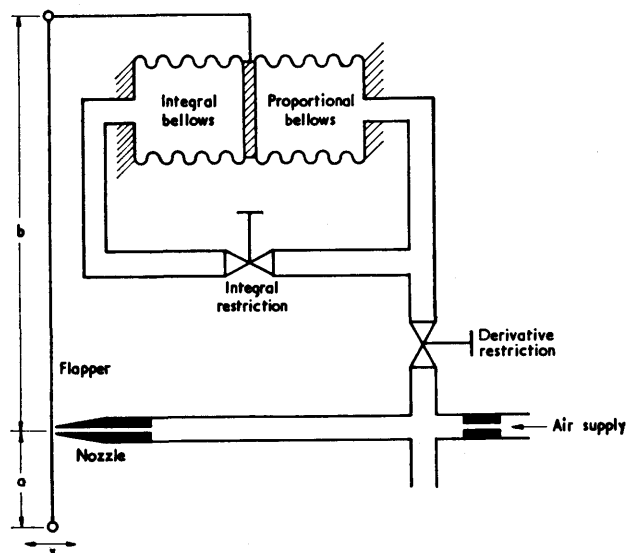 Integral
bellows
Proportional
bellows
b
Integral
restriction
Derivative
restriction
Flapper
Air supply
Nozzle
a